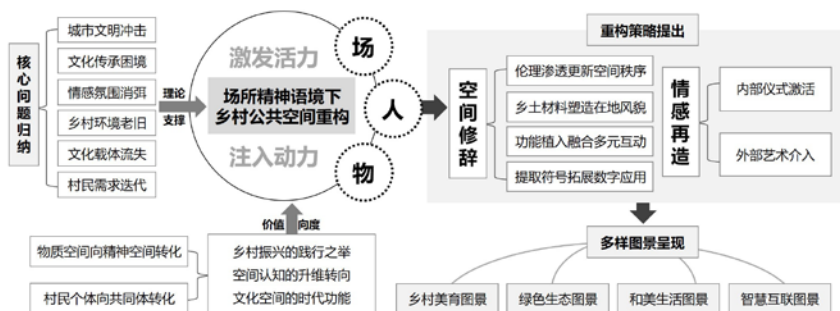 核心问题归纳
城市文明冲击
文化传承困境
情感氛围消弭
乡村环境老旧
文化载体流失
村民需求迭代
理论
支撑
激发活力
场所精神语境下
乡村公共空间重构
注入动力
场
人
物
价值
向度
物质空间向精神空间转化
村民个体向共同体转化
乡村振兴的践行之举
空间认知的升维转向
文化空间的时代功能
重构策略提出
空间修辞
伦理渗透更新空间秩序
乡土材料塑造在地风貌
功能植入融合多元互动
提取符号拓展数字应用
情感再造
内部仪式激活
外部艺术介入
多样图景呈现
乡村美育图景
绿色生态图景
和美生活图景
智慧互联图景